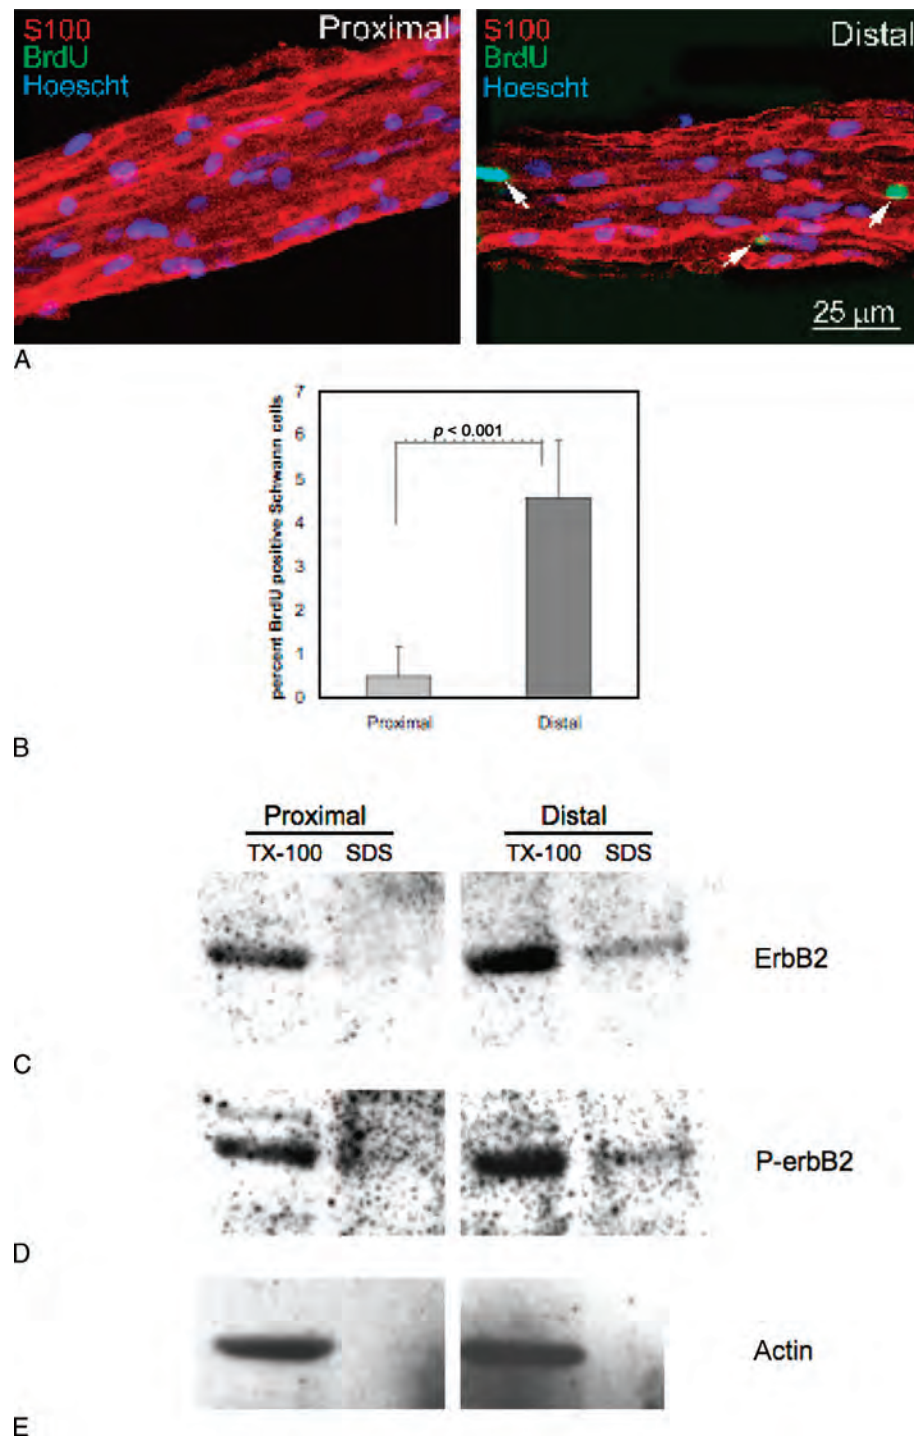 S100
BrdU
Hoescht
Proximal
S100
BrdU
Hoescht
Distal
25 μm
A
7
6
5
4
3
2
1
0
percent BrdU positive Schwann cells
p < 0.001
Proximal
Distal
B
Proximal
Distal
TX-100 SDS
TX-100 SDS
ErbB2
C
P-erbB2
D
Actin
E